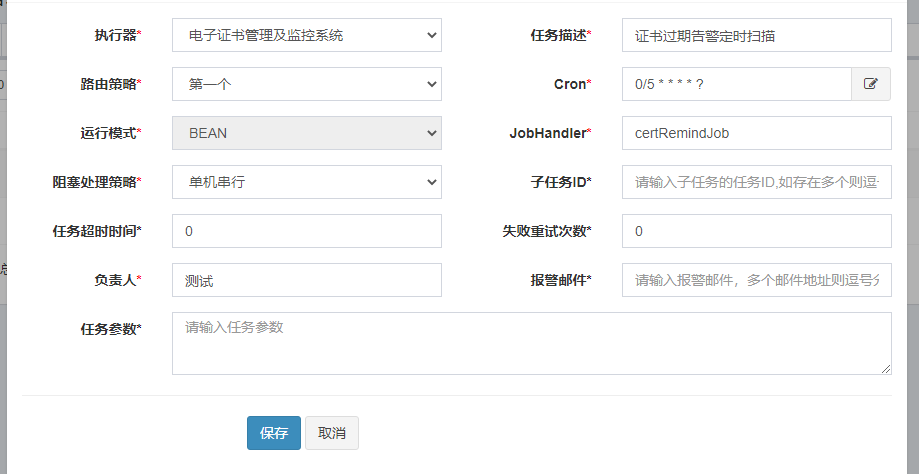 执行器* 电子证书管理及监控系统 任务描述* 证书过期告警定时扫描
路由策略* 第一个 Cron* 0/5 * * * * ?
运行模式* BEAN JobHandler* certRemindJob
阻塞处理策略* 单机串行 子任务ID* 请输入子任务的任务ID,如存在多个则逗
任务超时时间* 0 失败重试次数* 0
负责人* 测试 报警邮件* 请输入报警邮件，多个邮件地址则逗号分
任务参数* 请输入任务参数
保存 取消